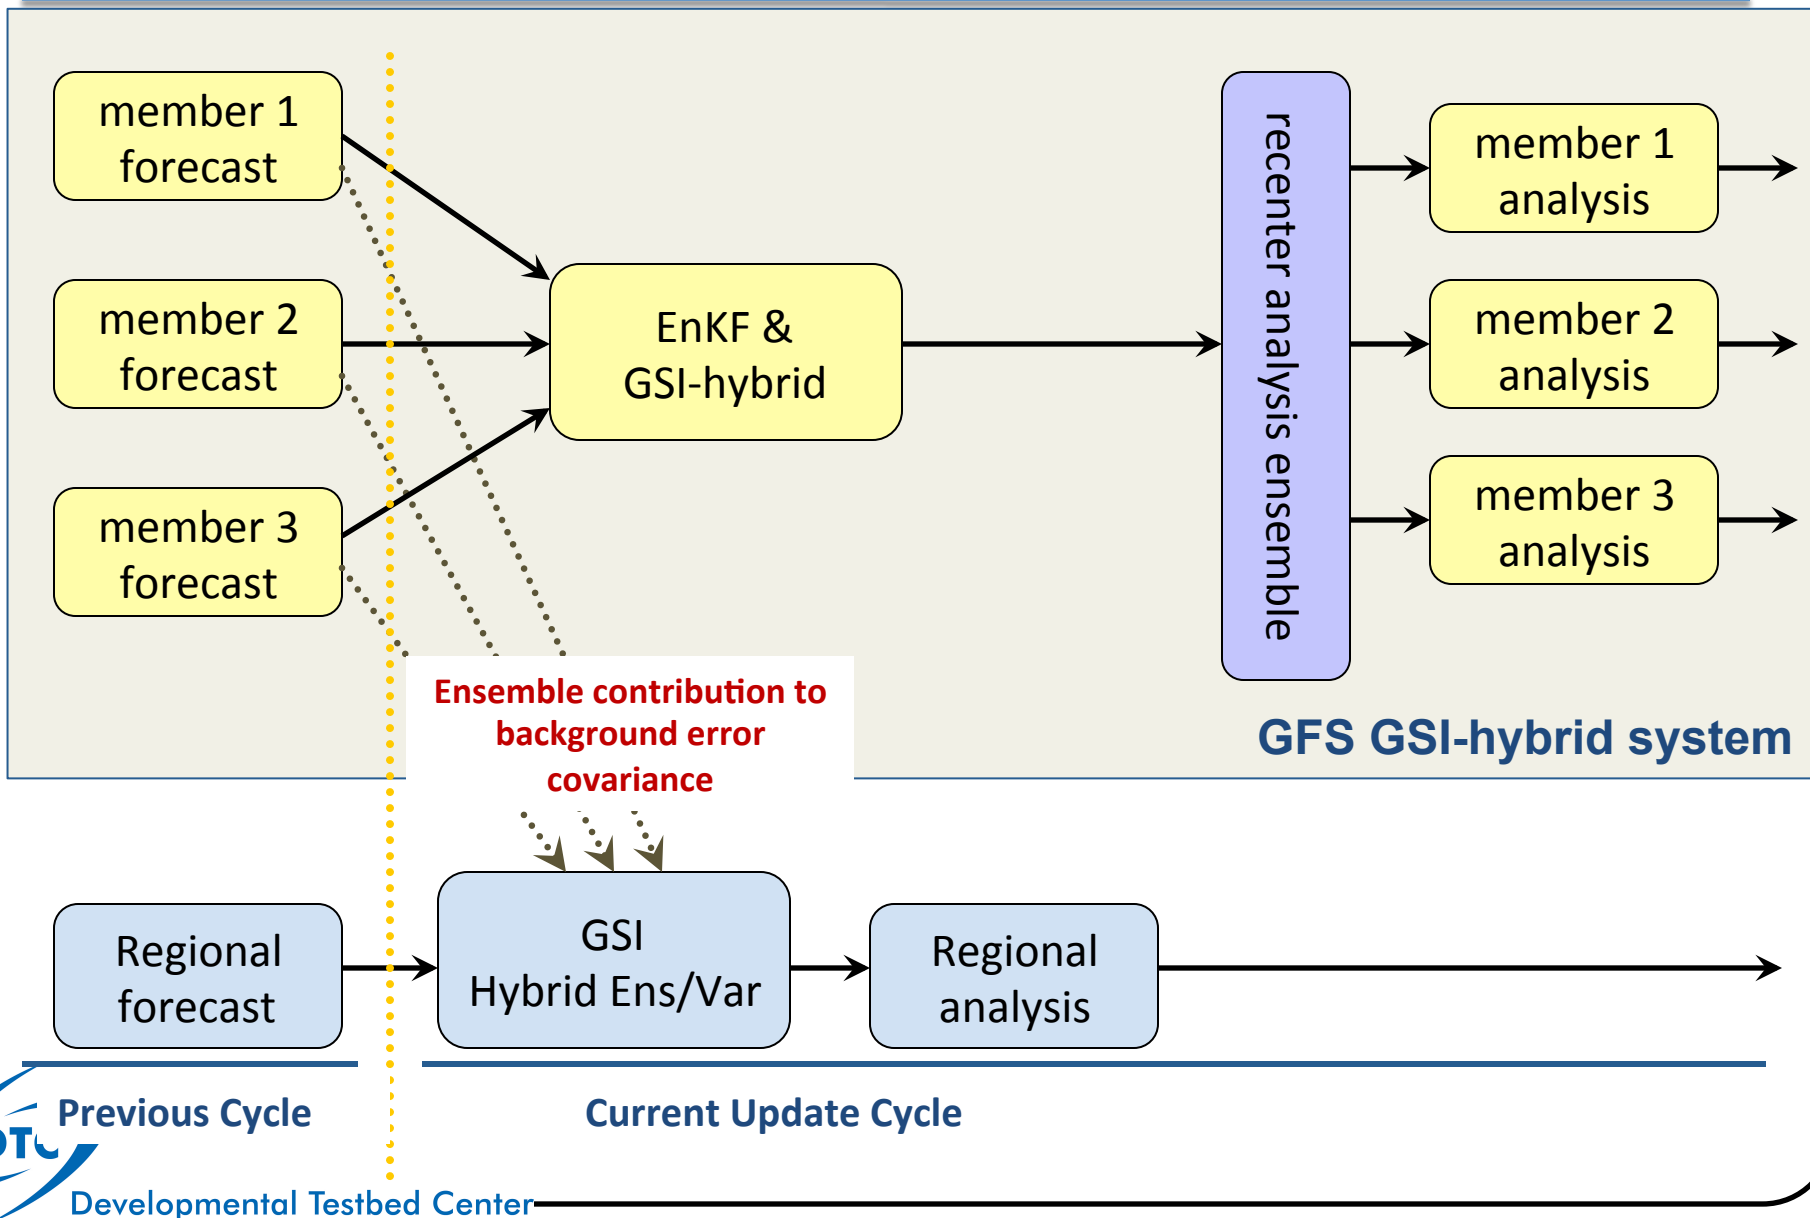 member 1
forecast
member 2
forecast
member 3
forecast
EnKF &
GSI-hybrid
recenter analysis ensemble
member 1
analysis
member 2
analysis
member 3
analysis
Ensemble contribution to
background error
covariance
GFS GSI-hybrid system
Regional
forecast
GSI
Hybrid Ens/Var
Regional
analysis
Previous Cycle
Current Update Cycle
Developmental Testbed Center